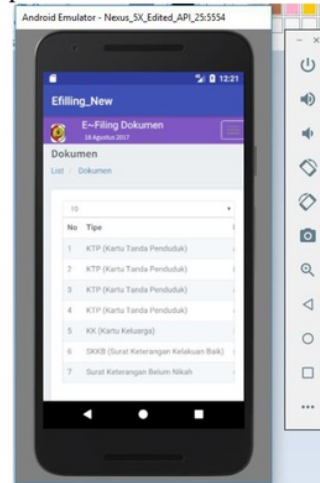 Android Emulator - Nexus_5X_Edited_API_25:5554
12:21
Efilling_New
E~Filing Dokumen
18 Agustus 2017
Dokumen
List / Dokumen
10
No Tipe
1 KTP (Kartu Tanda Penduduk)
2 KTP (Kartu Tanda Penduduk)
3 KTP (Kartu Tanda Penduduk)
4 KTP (Kartu Tanda Penduduk)
5 KK (Kartu Keluarga)
6 SKKB (Surat Keterangan Kelakuan Baik)
7 Surat Keterangan Belum Nikah